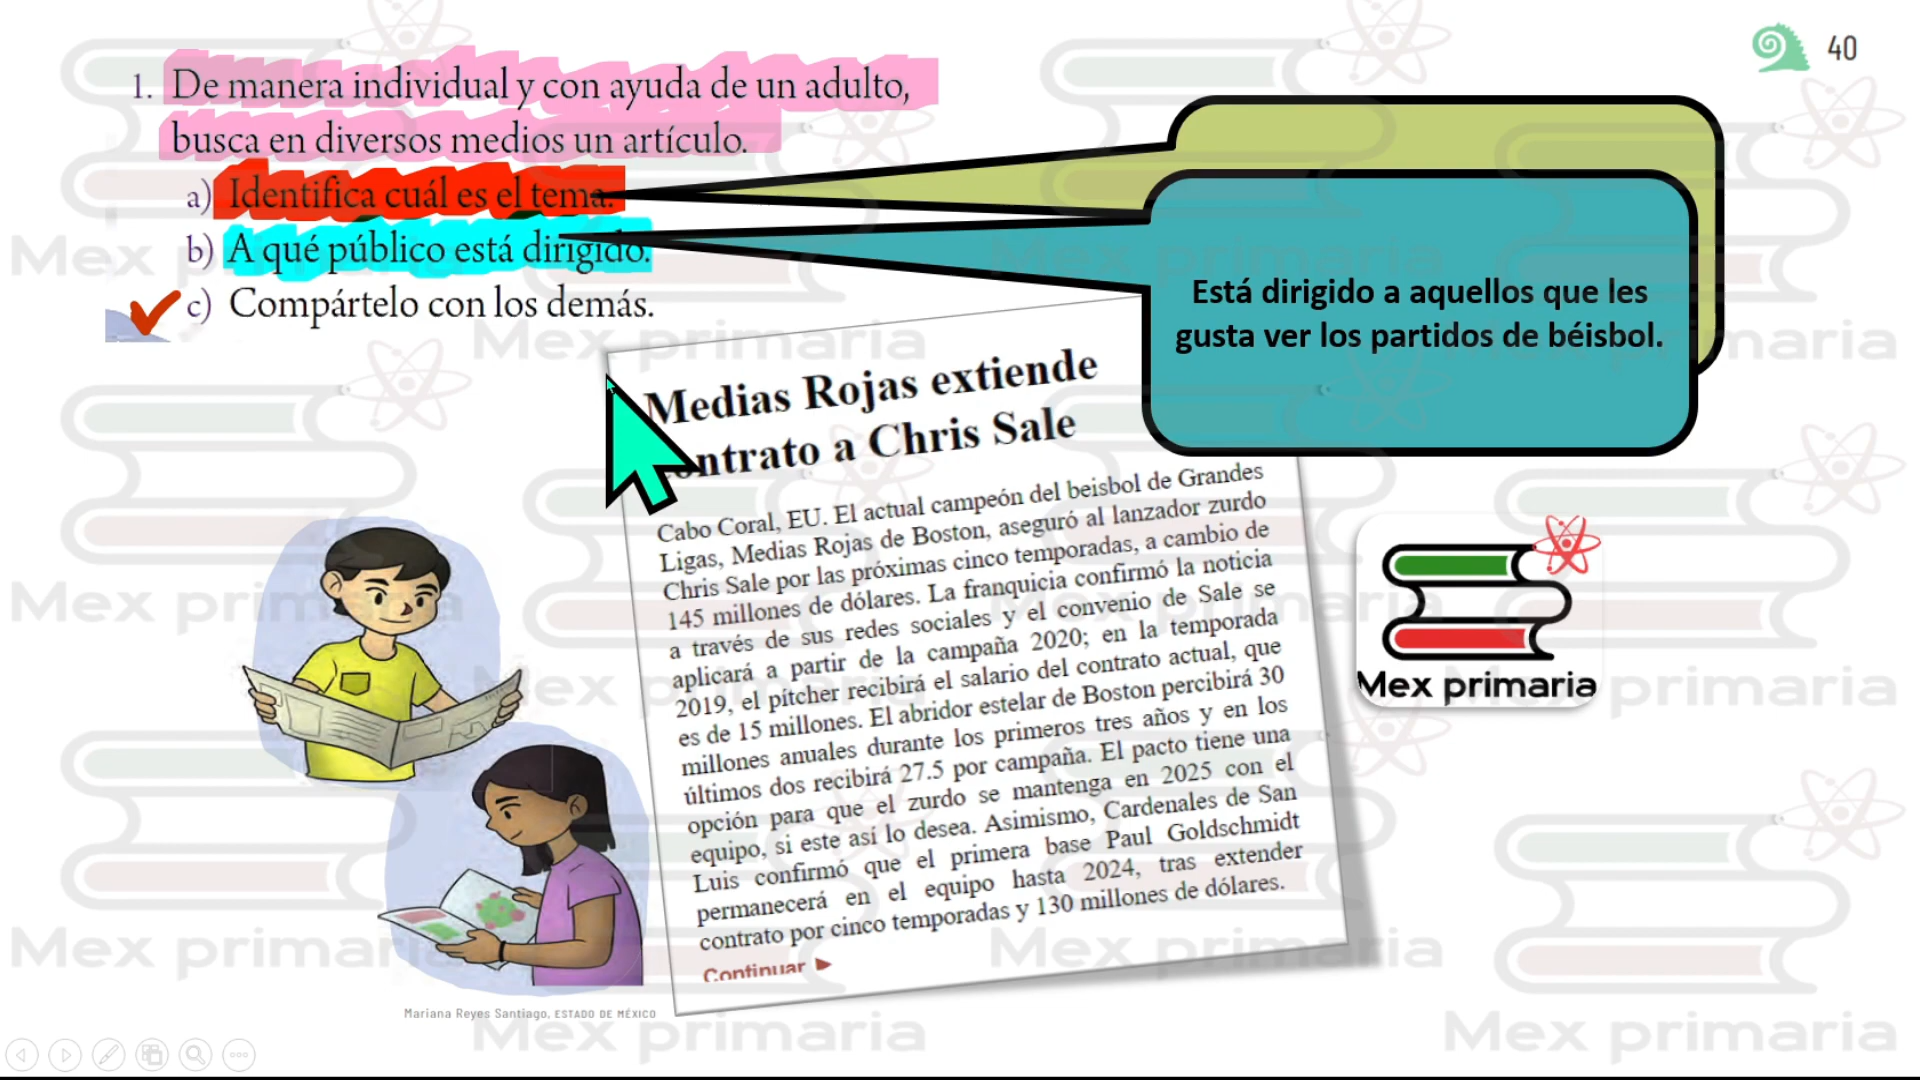 40
1. De manera individual y con ayuda de un adulto,
busca en diversos medios un artículo.
a) Identifica cuál es el tema.
b) A qué público está dirigido.
c) Compártelo con los demás.
Está dirigido a aquellos que les
gusta ver los partidos de béisbol.
Medias Rojas extiende
contrato a Chris Sale
Cabo Coral, EU. El actual campeón del beisbol de Grandes
Ligas, Medias Rojas de Boston, aseguró al lanzador zurdo
Chris Sale por las próximas cinco temporadas, a cambio de
145 millones de dólares. La franquicia confirmó la noticia
a través de sus redes sociales y el convenio de Sale se
aplicará a partir de la campaña 2020; en la temporada
2019, el pitcher recibirá el salario del contrato actual, que
es de 15 millones. El abridor estelar de Boston percibirá 30
millones anuales durante los primeros tres años y en los
últimos dos recibirá 27.5 por campaña. El pacto tiene una
opción para que el zurdo se mantenga en 2025 con el
equipo, si este así lo desea. Asimismo, Cardenales de San
Luis confirmó que el primera base Paul Goldschmidt
permanecerá en el equipo hasta 2024, tras extender
contrato por cinco temporadas y 130 millones de dólares.
Continuar
Mex primaria
Mariana Reyes Santiago, ESTADO DE MÉXICO